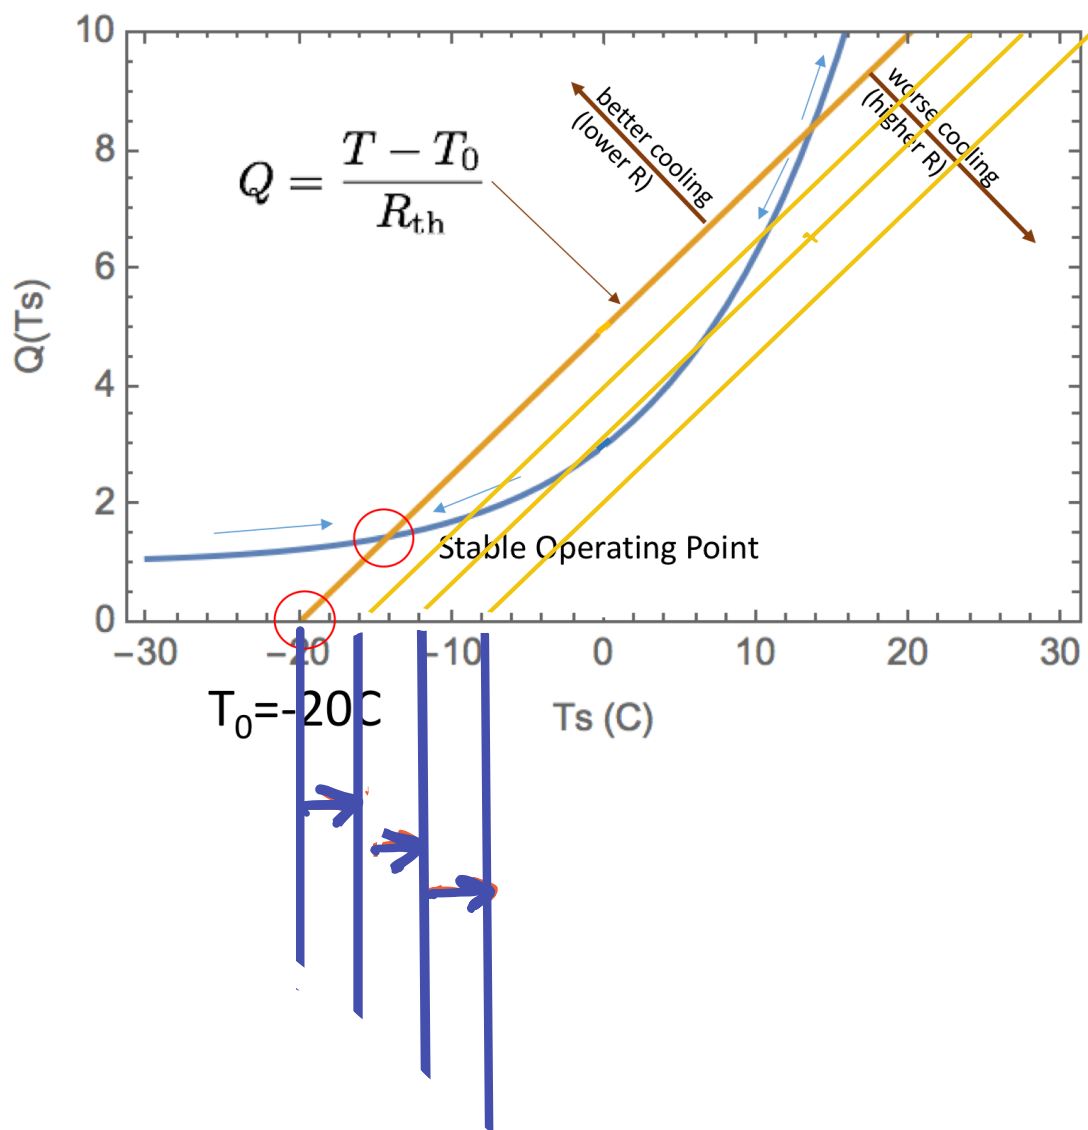 10
8
6
4
2
0
Q(Ts)
Q = T − T0 / Rth
better cooling
(lower R)
worse cooling
(higher R)
Stable Operating Point
−30 −20 −10 0 10 20 30
T0=-20C
Ts (C)